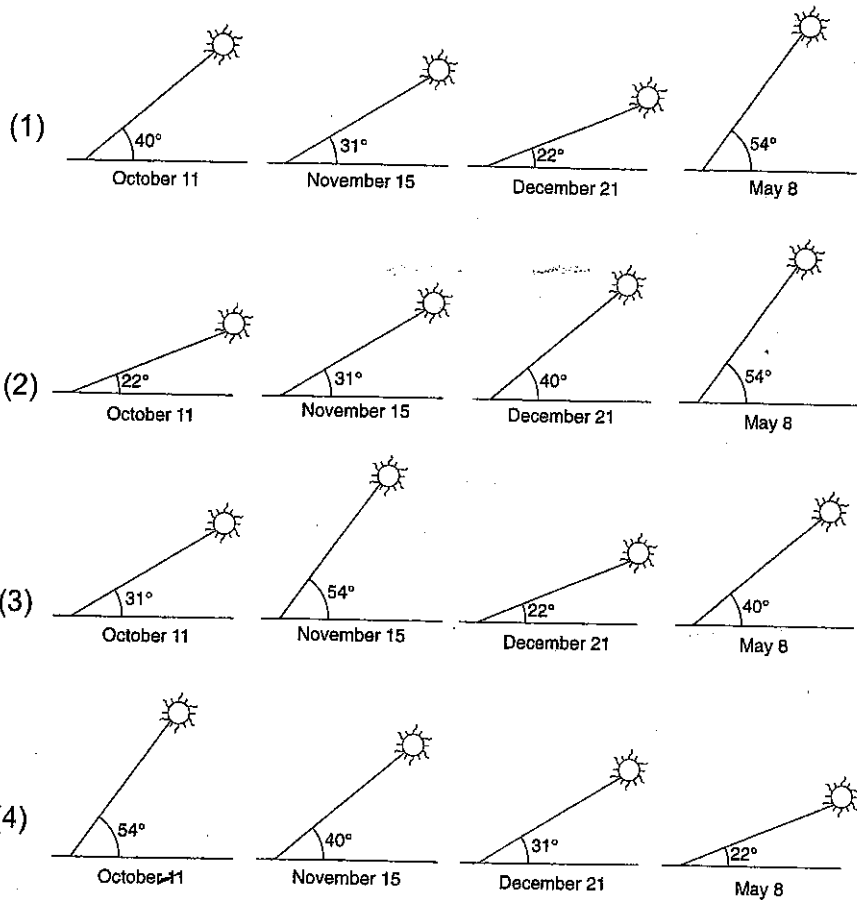 (1)
40° 31° 22° 54°
October 11 November 15 December 21 May 8
(2)
22° 31° 40° 54°
October 11 November 15 December 21 May 8
(3)
31° 54° 22° 40°
October 11 November 15 December 21 May 8
(4)
54° 40° 31° 22°
October 11 November 15 December 21 May 8